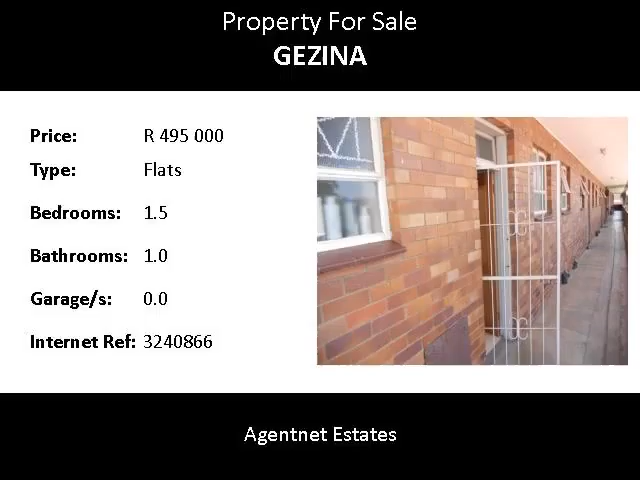 Property For Sale
GEZINA
Price: R 495 000
Type: Flats
Bedrooms: 1.5
Bathrooms: 1.0
Garage/s: 0.0
Internet Ref: 3240866
Agentnet Estates